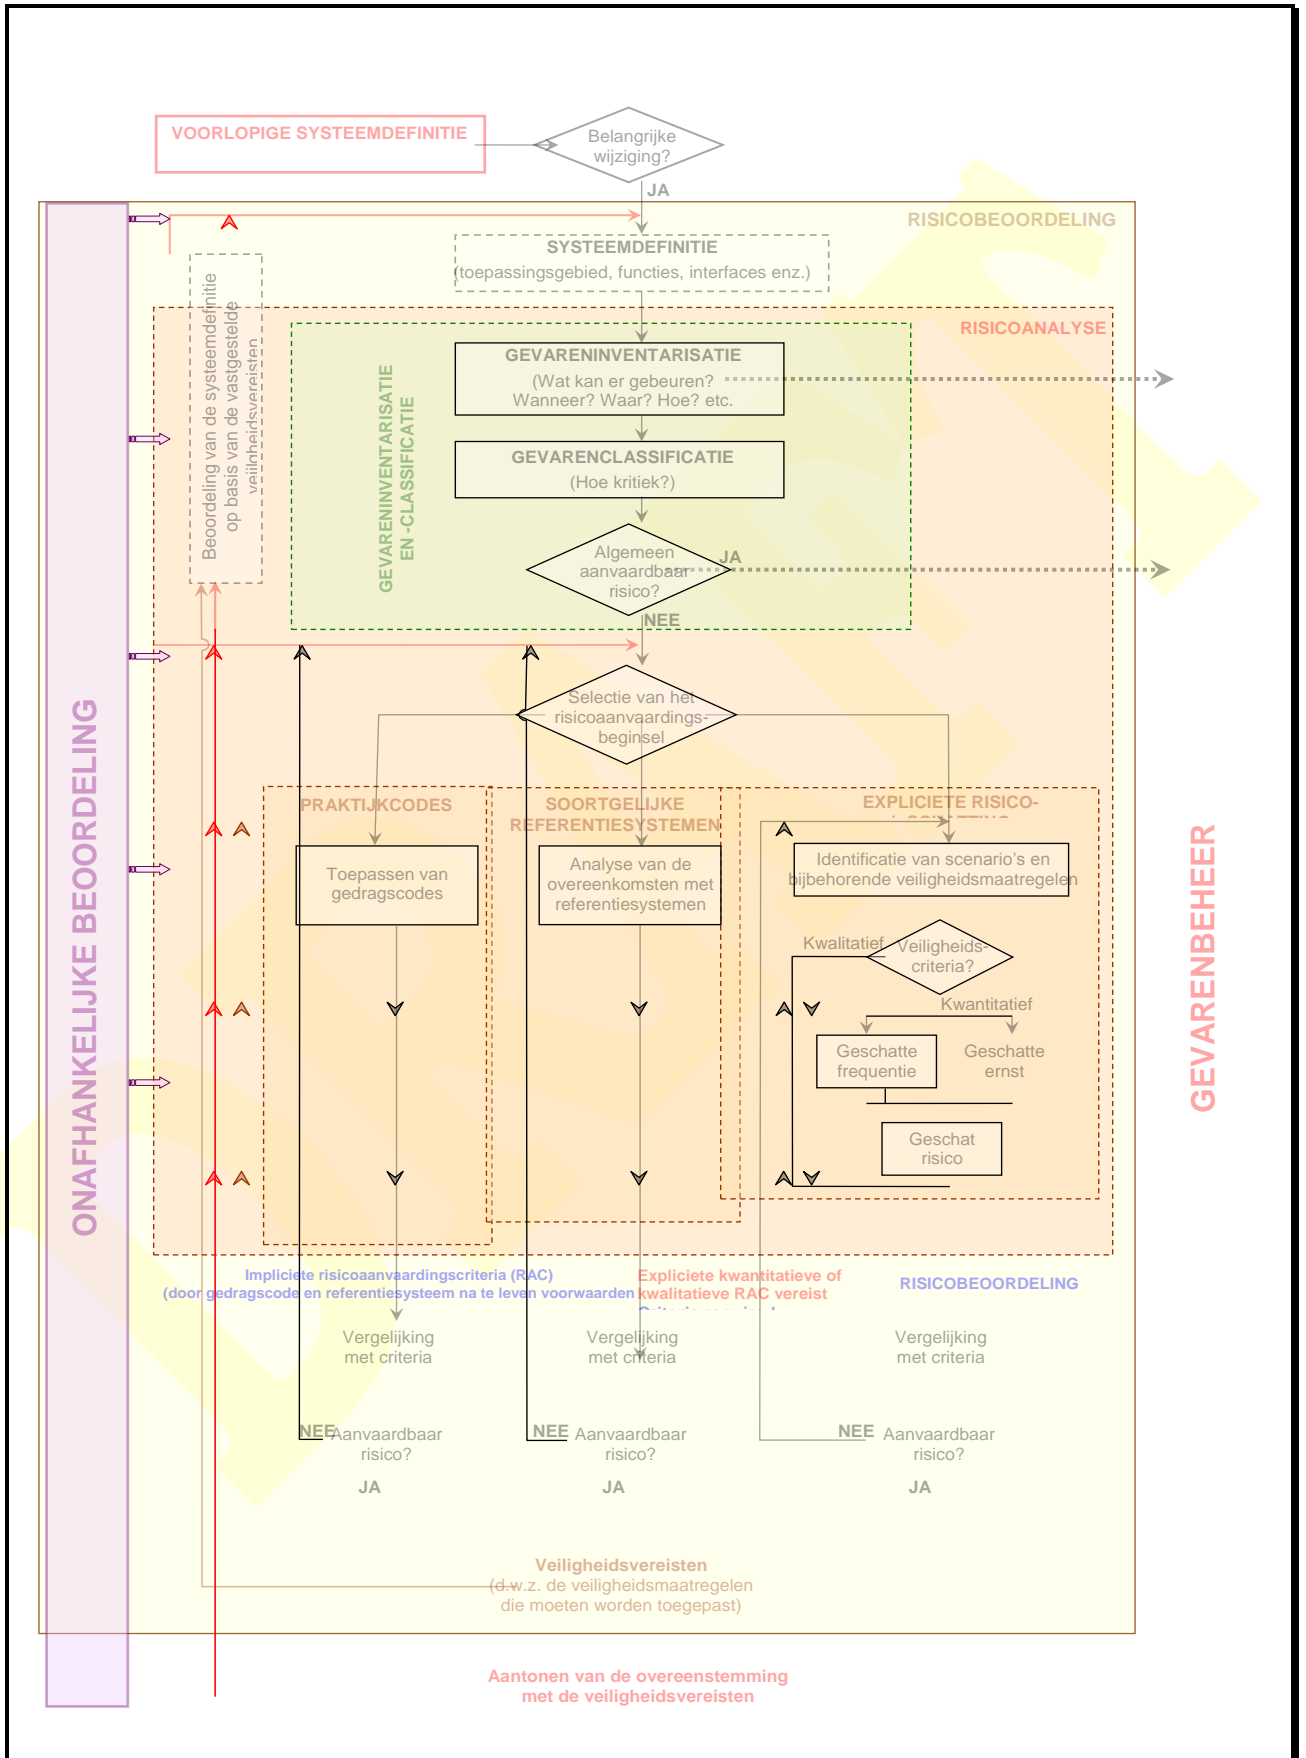 VOORLOPIGE SYSTEEMDEFINITIE
Belangrijke
wijziging?
JA
RISICOBEOORDELING
SYSTEEMDEFINITIE
(toepassingsgebied, functies, interfaces enz.)
Beoordeling van de systeemdefinitie
op basis van de vastgestelde
veiligheidsvereisten
RISICOANALYSE
GEVARENINVENTARISATIE
EN -CLASSIFICATIE
GEVARENINVENTARISATIE
(Wat kan er gebeuren?
Wanneer? Waar? Hoe? etc.
GEVARENCLASSIFICATIE
(Hoe kritiek?)
Algemeen
aanvaardbaar
risico?
JA
NEE
Selectie van het
risicoaanvaardings-
beginsel
ONAFHANKELIJKE BEOORDELING
GEVARENBEHEER
PRAKTIJKCODES
SOORTGELIJKE
REFERENTIESYSTEMEN
EXPLICIETE RISICO-
Toepassen van
gedragscodes
Analyse van de
overeenkomsten met
referentiesystemen
Identificatie van scenario's en
bijbehorende veiligheidsmaatregelen
Kwalitatief
Veiligheids-
criteria?
Kwantitatief
Geschatte
frequentie
Geschatte
ernst
Geschat
risico
Impliciete risicoaanvaardingscriteria (RAC)
(door gedragscode en referentiesysteem na te leven voorwaarden
Expliciete kwantitatieve of
kwalitatieve RAC vereist
RISICOBEOORDELING
Vergelijking
met criteria
Vergelijking
met criteria
Vergelijking
met criteria
NEE
Aanvaardbaar
risico?
JA
NEE
Aanvaardbaar
risico?
JA
NEE
Aanvaardbaar
risico?
JA
Veiligheidsvereisten
(d.w.z. de veiligheidsmaatregelen
die moeten worden toegepast)
Aantonen van de overeenstemming
met de veiligheidsvereisten